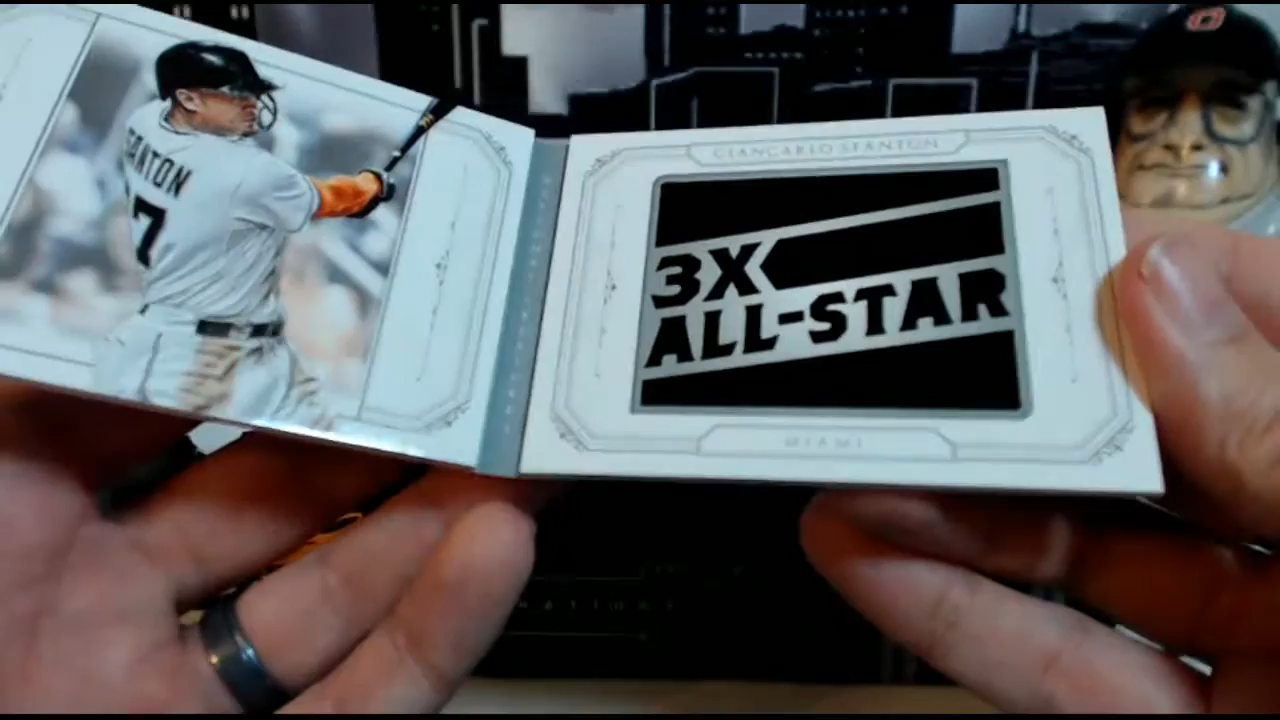 GIANCARLO STANTON
3X
ALL-STAR
MIAMI
STANTON
7